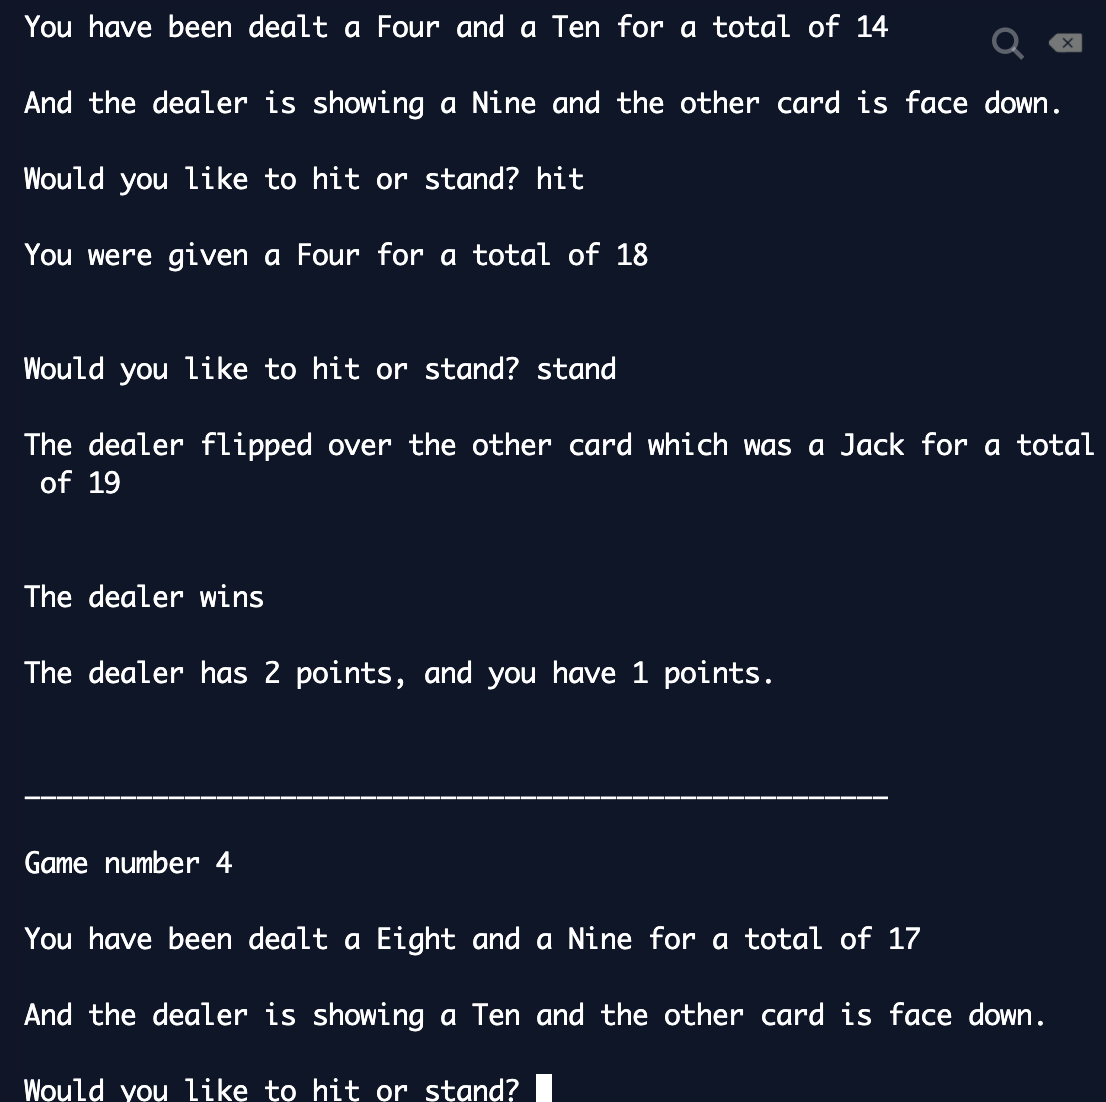 You have been dealt a Four and a Ten for a total of 14
And the dealer is showing a Nine and the other card is face down.
Would you like to hit or stand? hit
You were given a Four for a total of 18
Would you like to hit or stand? stand
The dealer flipped over the other card which was a Jack for a total
of 19
The dealer wins
The dealer has 2 points, and you have 1 points.
______________________________________________________
Game number 4
You have been dealt a Eight and a Nine for a total of 17
And the dealer is showing a Ten and the other card is face down.
Would you like to hit or stand?